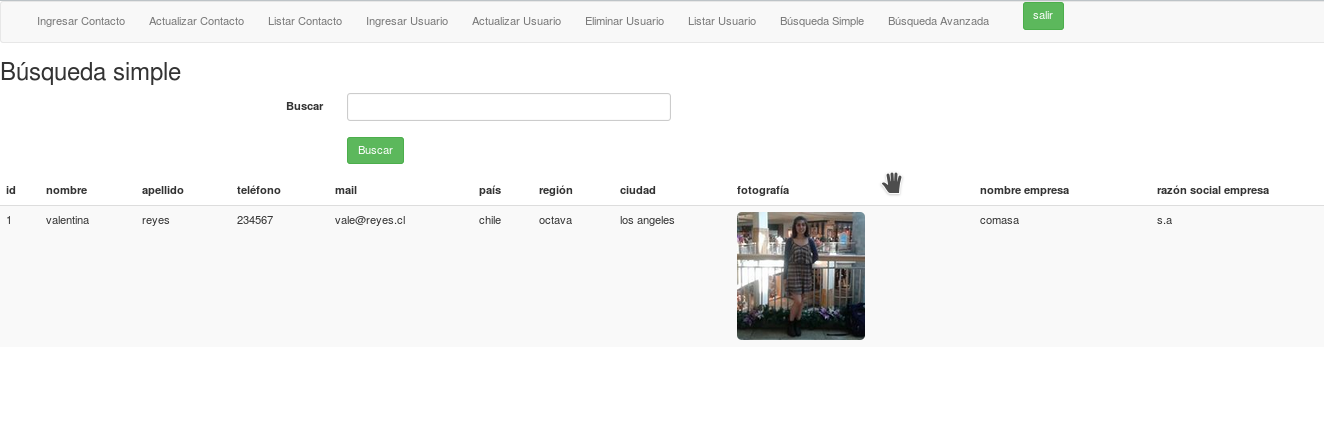 Ingresar Contacto Actualizar Contacto Listar Contacto Ingresar Usuario Actualizar Usuario Eliminar Usuario Listar Usuario Búsqueda Simple Búsqueda Avanzada salir
Búsqueda simple
Buscar
Buscar
id nombre apellido teléfono mail país región ciudad fotografía nombre empresa razón social empresa
1 valentina reyes 234567 vale@reyes.cl chile octava los angeles comasa s.a